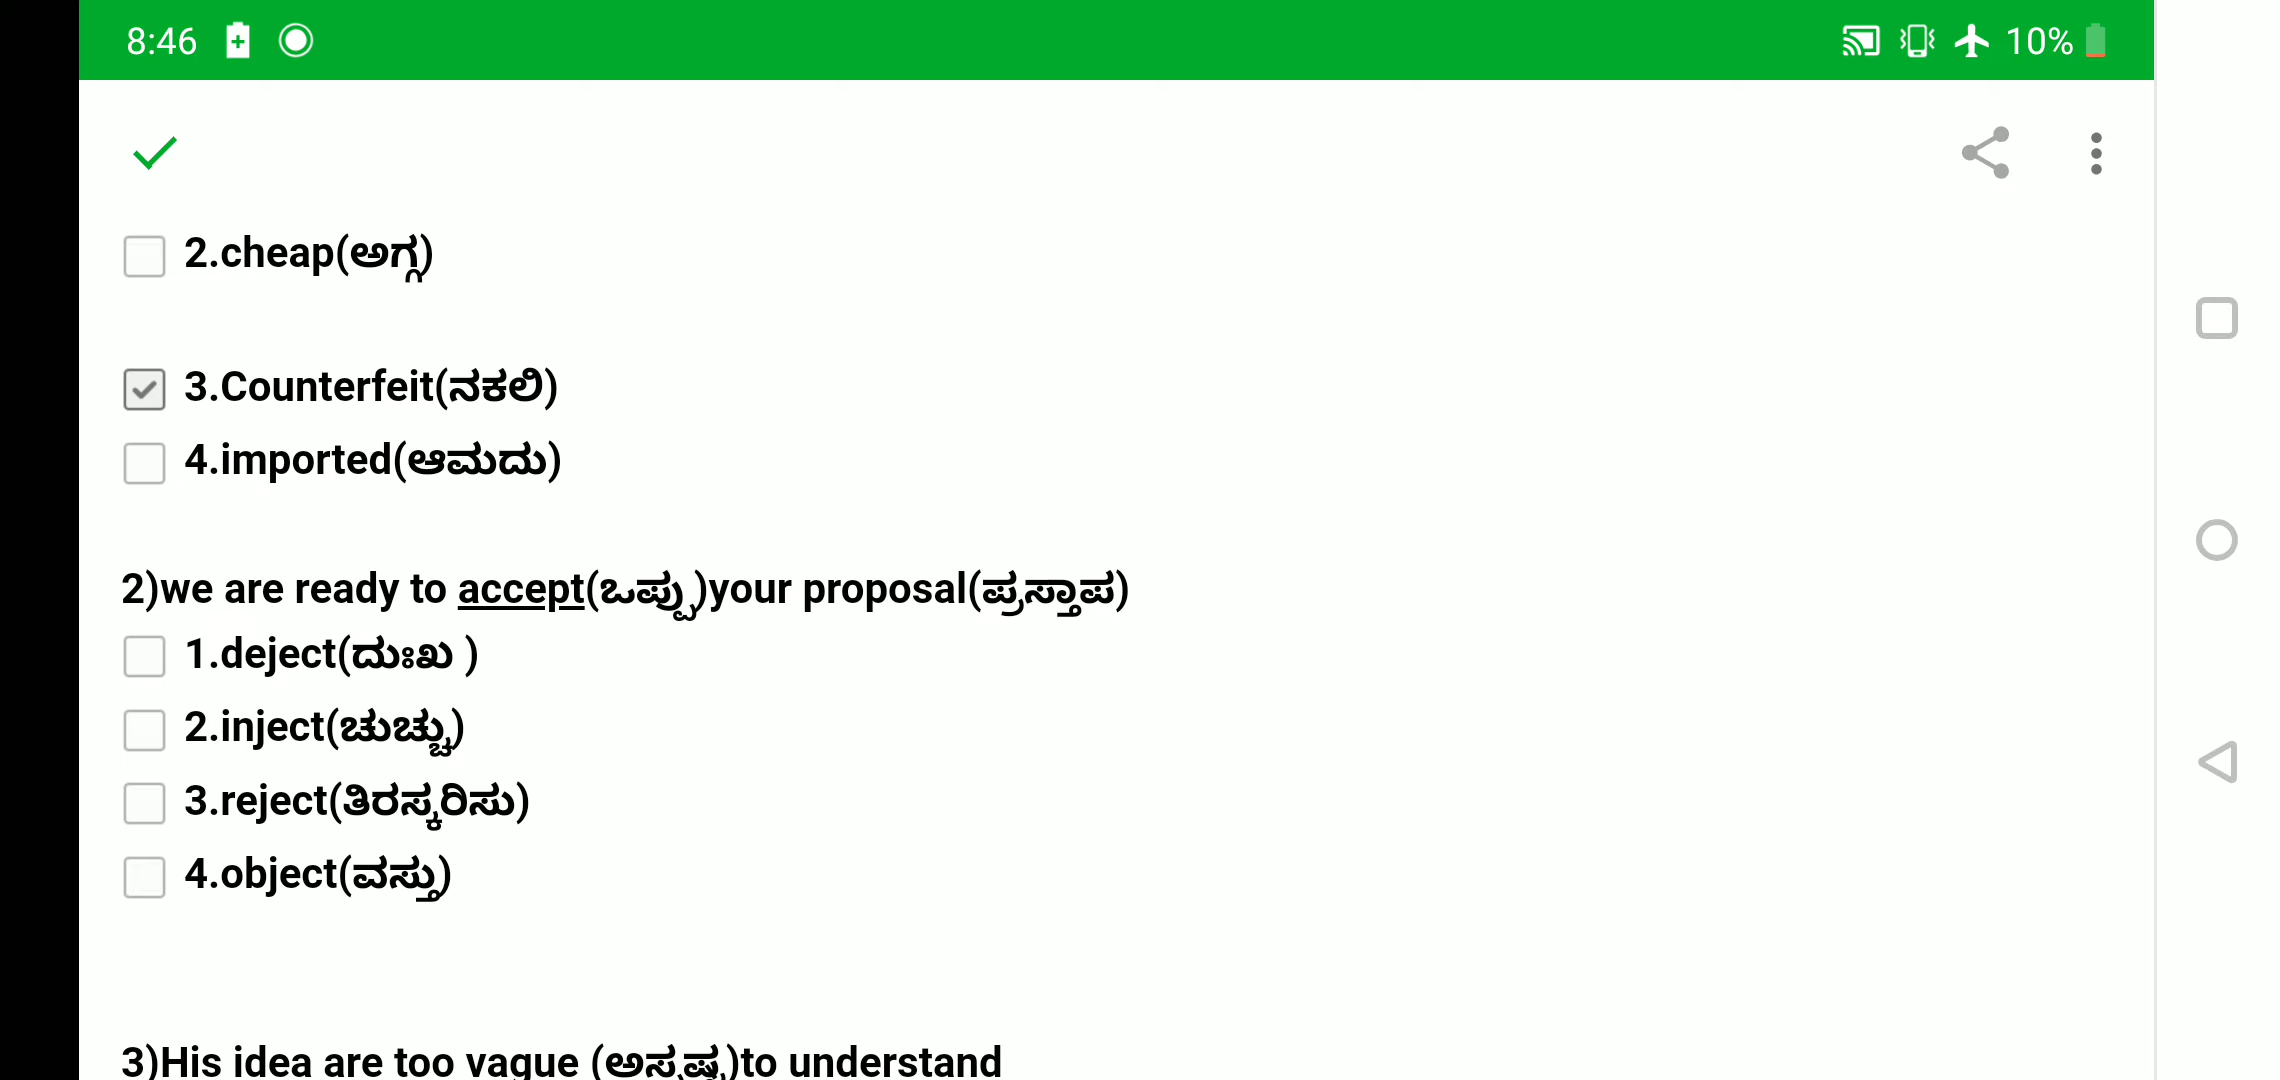 8:46
10%
2.cheap(ಅಗ್ಗ)
3.Counterfeit(ನಕಲಿ)
4.imported(ಆಮದು)
2)we are ready to accept(ಒಪ್ಪು)your proposal(ಪ್ರಸ್ತಾಪ)
1.deject(ದುಃಖ )
2.inject(ಚುಚ್ಚು)
3.reject(ತಿರಸ್ಕರಿಸು)
4.object(ವಸ್ತು)
3)His idea are too vague (ಅಸ್ಪಷ್ಟ)to understand